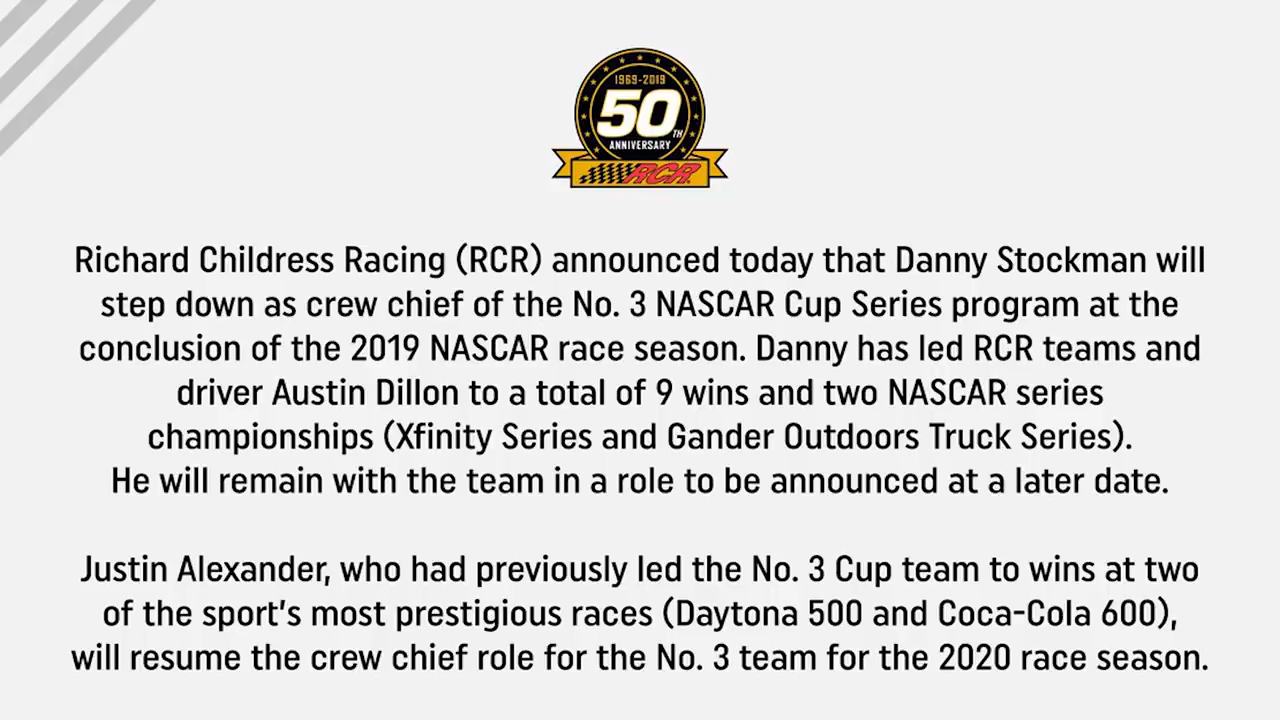 1969-2019
50TH
ANNIVERSARY
RCR
Richard Childress Racing (RCR) announced today that Danny Stockman will
step down as crew chief of the No. 3 NASCAR Cup Series program at the
conclusion of the 2019 NASCAR race season. Danny has led RCR teams and
driver Austin Dillon to a total of 9 wins and two NASCAR series
championships (Xfinity Series and Gander Outdoors Truck Series).
He will remain with the team in a role to be announced at a later date.
Justin Alexander, who had previously led the No. 3 Cup team to wins at two
of the sport's most prestigious races (Daytona 500 and Coca-Cola 600),
will resume the crew chief role for the No. 3 team for the 2020 race season.